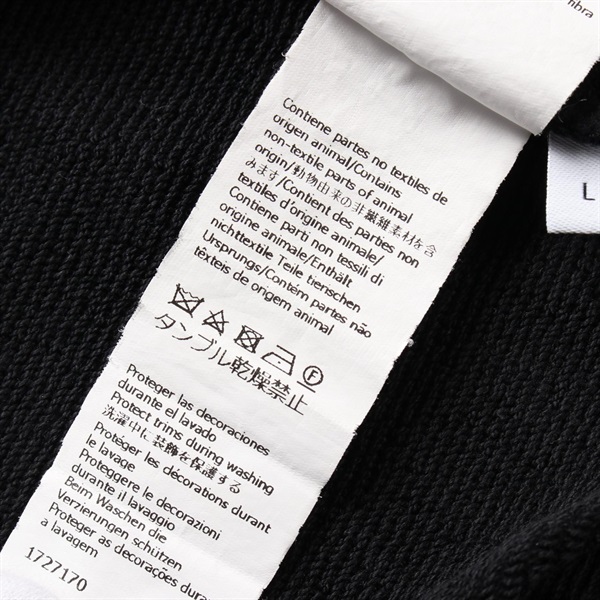 mbra
L
Contiene partes no textiles de
origen animal/Contains
non-textile parts of animal
origin/動物由来の非繊維素材を含
みます/Contient des parties non
textiles d'origine animale/
Contiene parti non tessili di
origine animale/Enthält
nichttextile Teile tierischen
Ursprungs/Contém partes não
têxteis de origem animal
F
タンブル乾燥禁止
Proteger las decoraciones
durante el lavado
Protect trims during washing
洗濯中に装飾を保護する
Protéger les décorations durant
le lavage
Proteggere le decorazioni
durante il lavaggio
Beim Waschen die
Verzierungen schützen
Proteger as decorações durante
a lavagem
1727170